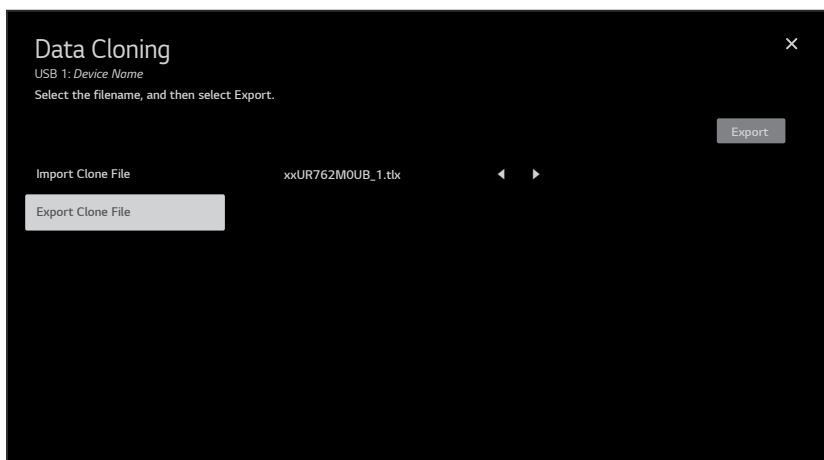 Data Cloning
USB 1: Device Name
Select the filename, and then select Export.
Export
Import Clone File xxUR762M0UB_1.tlx
Export Clone File